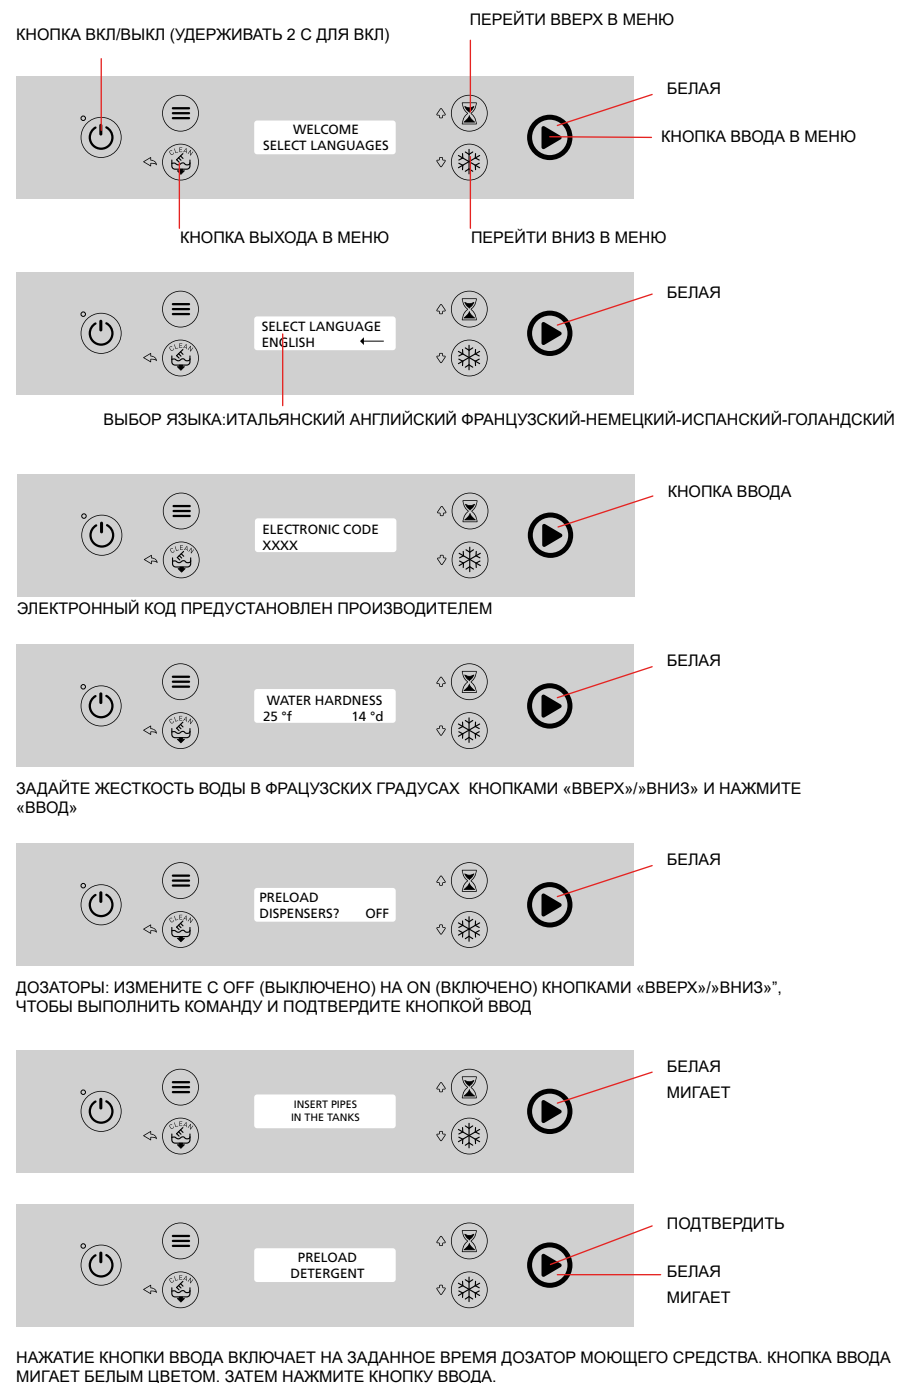 ПЕРЕЙТИ ВВЕРХ В МЕНЮ
КНОПКА ВКЛ/ВЫКЛ (УДЕРЖИВАТЬ 2 С ДЛЯ ВКЛ)
БЕЛАЯ
WELCOME
SELECT LANGUAGES
КНОПКА ВВОДА В МЕНЮ
CLEAN
КНОПКА ВЫХОДА В МЕНЮ
ПЕРЕЙТИ ВНИЗ В МЕНЮ
БЕЛАЯ
SELECT LANGUAGE
ENGLISH
CLEAN
ВЫБОР ЯЗЫКА:ИТАЛЬЯНСКИЙ АНГЛИЙСКИЙ ФРАНЦУЗСКИЙ-НЕМЕЦКИЙ-ИСПАНСКИЙ-ГОЛАНДСКИЙ
КНОПКА ВВОДА
ELECTRONIC CODE
XXXX
CLEAN
ЭЛЕКТРОННЫЙ КОД ПРЕДУСТАНОВЛЕН ПРОИЗВОДИТЕЛЕМ
БЕЛАЯ
WATER HARDNESS
25 °f 14 °d
CLEAN
ЗАДАЙТЕ ЖЕСТКОСТЬ ВОДЫ В ФРАЦУЗСКИХ ГРАДУСАХ КНОПКАМИ «ВВЕРХ»/»ВНИЗ» И НАЖМИТЕ
«ВВОД»
БЕЛАЯ
PRELOAD
DISPENSERS? OFF
CLEAN
ДОЗАТОРЫ: ИЗМЕНИТЕ С OFF (ВЫКЛЮЧЕНО) НА ON (ВКЛЮЧЕНО) КНОПКАМИ «ВВЕРХ»/»ВНИЗ»”,
ЧТОБЫ ВЫПОЛНИТЬ КОМАНДУ И ПОДТВЕРДИТЕ КНОПКОЙ ВВОД
БЕЛАЯ
МИГАЕТ
INSERT PIPES
IN THE TANKS
CLEAN
ПОДТВЕРДИТЬ
PRELOAD
DETERGENT
БЕЛАЯ
МИГАЕТ
CLEAN
НАЖАТИЕ КНОПКИ ВВОДА ВКЛЮЧАЕТ НА ЗАДАННОЕ ВРЕМЯ ДОЗАТОР МОЮЩЕГО СРЕДСТВА. КНОПКА ВВОДА
МИГАЕТ БЕЛЫМ ЦВЕТОМ. ЗАТЕМ НАЖМИТЕ КНОПКУ ВВОДА.